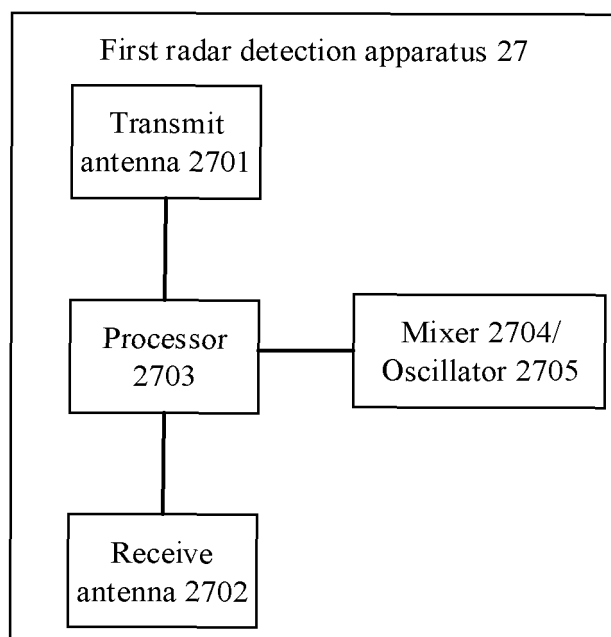 First radar detection apparatus 27
Transmit
antenna 2701
Processor
2703
Mixer 2704/
Oscillator 2705
Receive
antenna 2702